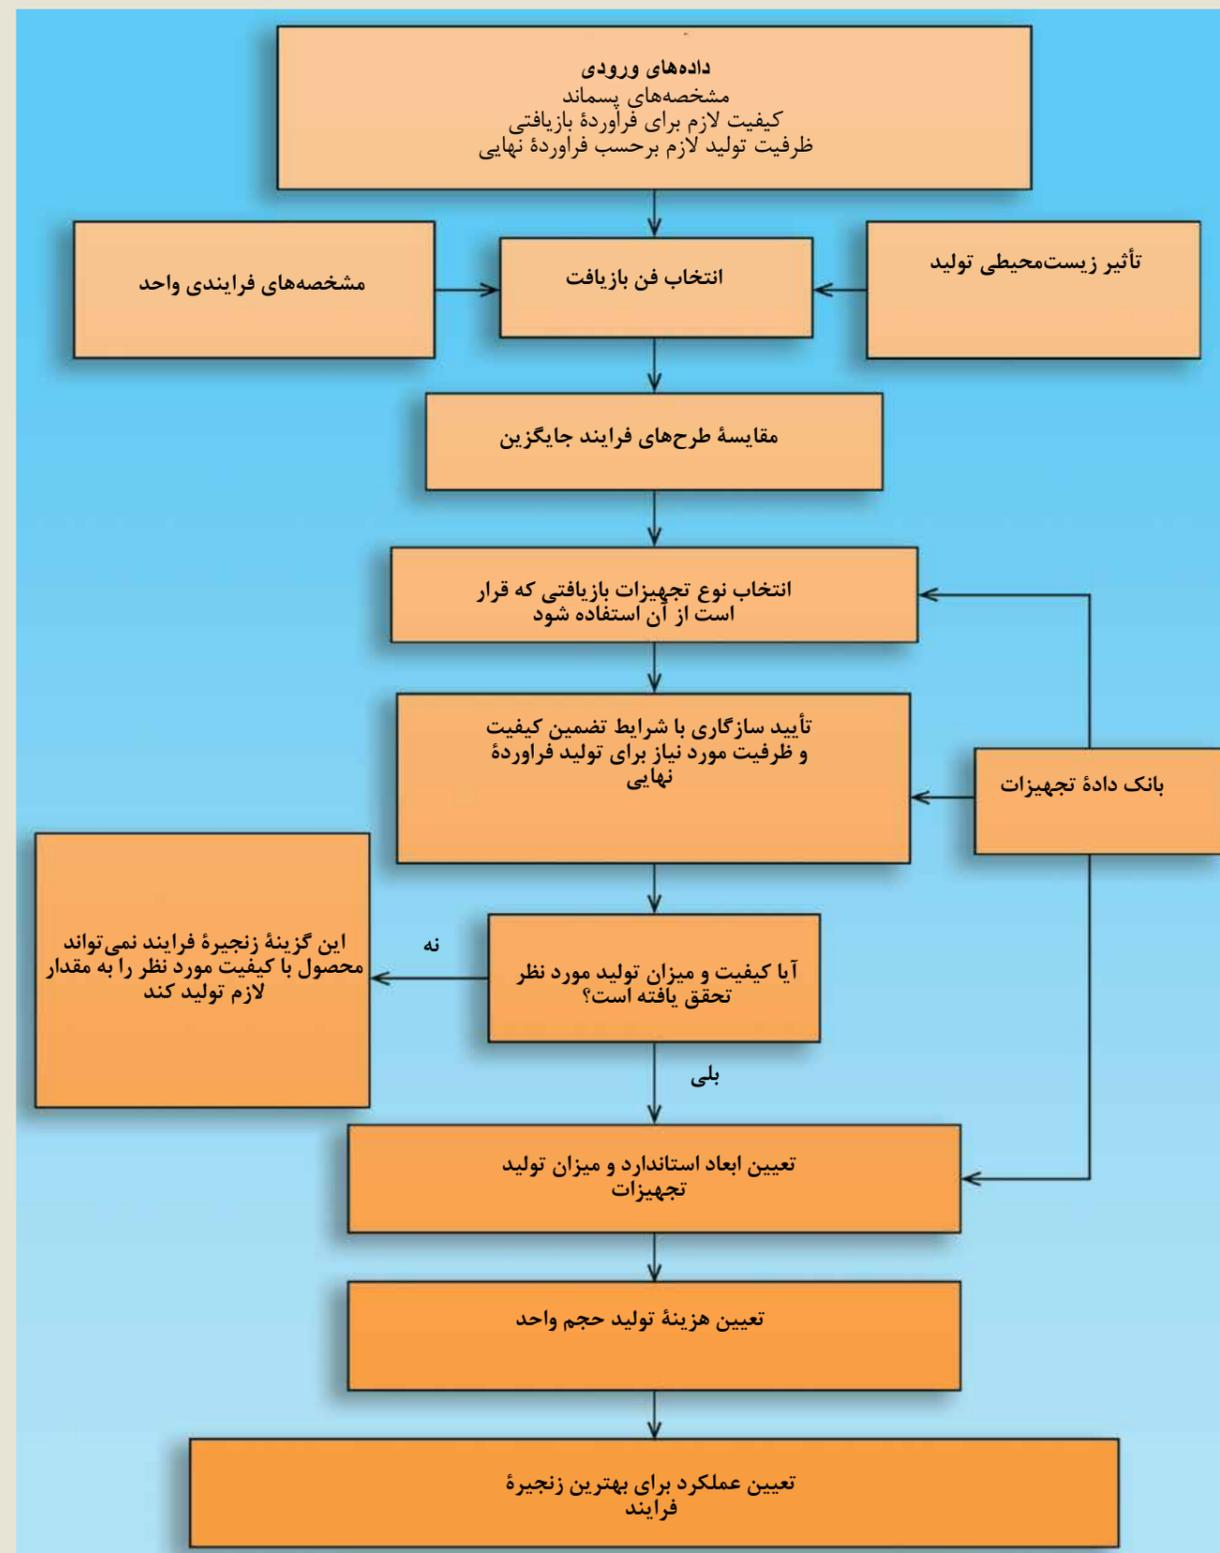 داده‌های ورودی
مشخصه‌های پسماند
کیفیت لازم برای فراوردهٔ بازیافتی
ظرفیت تولید لازم برحسب فراوردهٔ نهایی
تأثیر زیست‌محیطی تولید
انتخاب فن بازیافت
مشخصه‌های فرایندی واحد
مقایسهٔ طرح‌های فرایند جایگزین
انتخاب نوع تجهیزات بازیافتی که قرار
است از آن استفاده شود
تأیید سازگاری با شرایط تضمین کیفیت
و ظرفیت مورد نیاز برای تولید فراوردهٔ
نهایی
بانک دادهٔ تجهیزات
آیا کیفیت و میزان تولید مورد نظر
تحقق یافته است؟
نه
این گزینهٔ زنجیرهٔ فرایند نمی‌تواند
محصول با کیفیت مورد نظر را به مقدار
لازم تولید کند
بلی
تعیین ابعاد استاندارد و میزان تولید
تجهیزات
تعیین هزینهٔ تولید حجم واحد
تعیین عملکرد برای بهترین زنجیرهٔ
فرایند